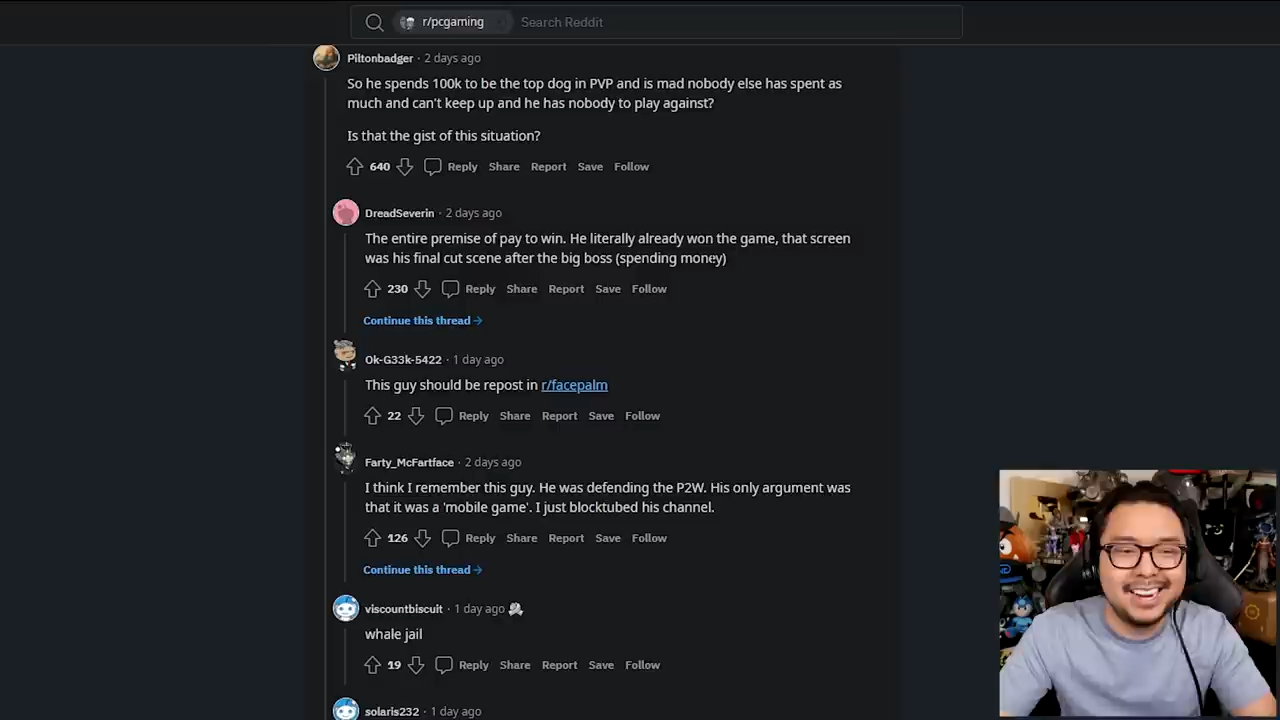 r/pcgaming Search Reddit
Piltonbadger · 2 days ago
So he spends 100k to be the top dog in PVP and is mad nobody else has spent as
much and can't keep up and he has nobody to play against?
Is that the gist of this situation?
640 Reply Share Report Save Follow
DreadSeverin · 2 days ago
The entire premise of pay to win. He literally already won the game, that screen
was his final cut scene after the big boss (spending money)
230 Reply Share Report Save Follow
Continue this thread →
Ok-G33k-5422 · 1 day ago
This guy should be repost in r/facepalm
22 Reply Share Report Save Follow
Farty_McFartface · 2 days ago
I think I remember this guy. He was defending the P2W. His only argument was
that it was a 'mobile game'. I just blocktubed his channel.
126 Reply Share Report Save Follow
Continue this thread →
viscountbiscuit · 1 day ago
whale jail
19 Reply Share Report Save Follow
solaris232 · 1 day ago